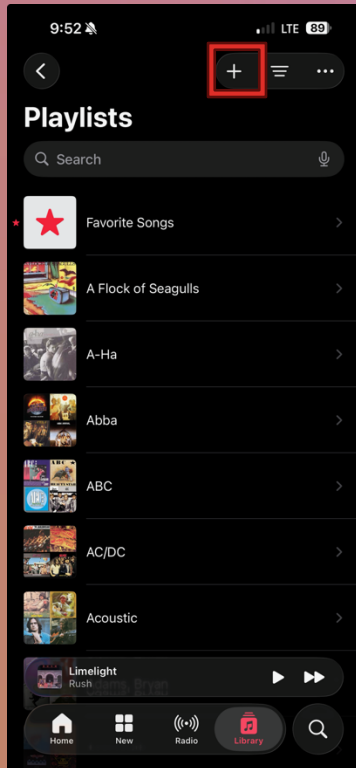 9:52
LTE 89
Playlists
Search
Favorite Songs
A Flock of Seagulls
A-Ha
Abba
ABC
AC/DC
Acoustic
Limelight
Rush
Home
New
Radio
Library